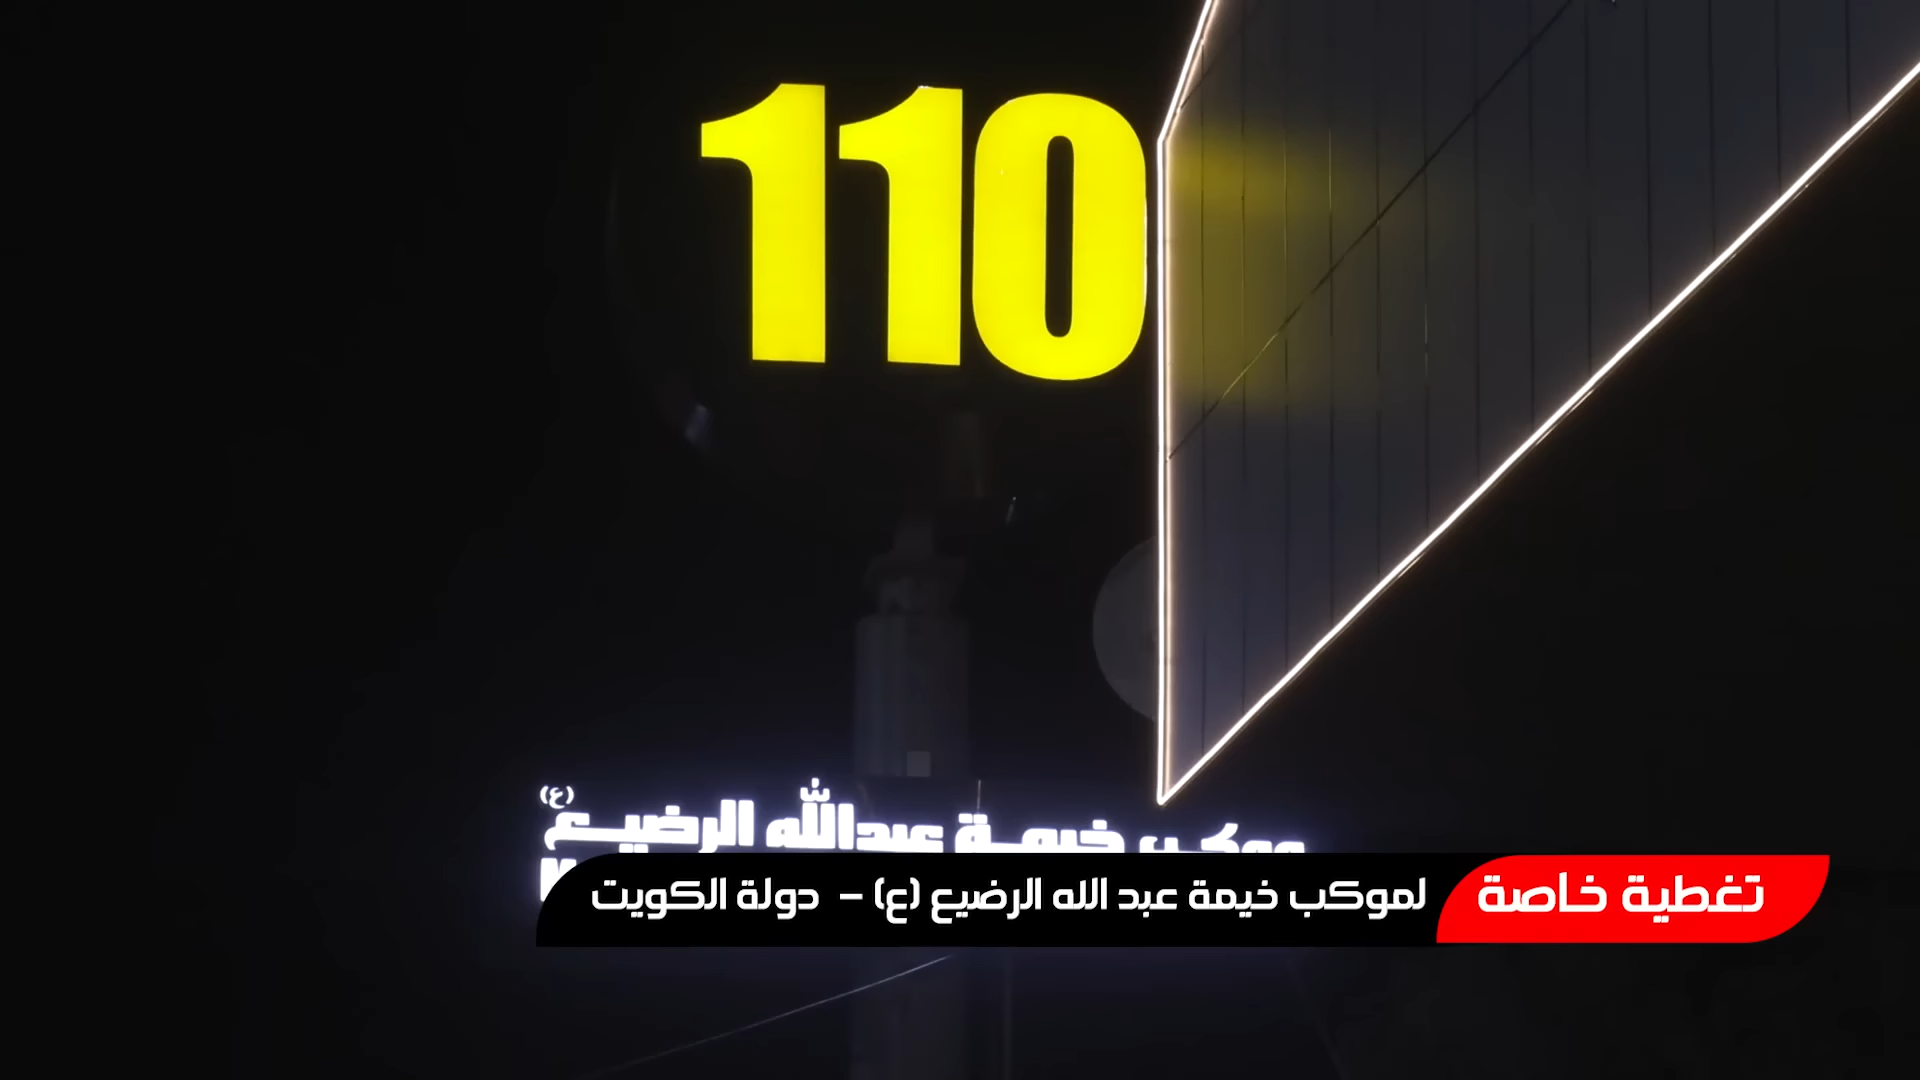 110
موكب خيمة عبدالله الرضيع (ع)
تغطية خاصة
لموكب خيمة عبد الله الرضيع (ع) – دولة الكويت